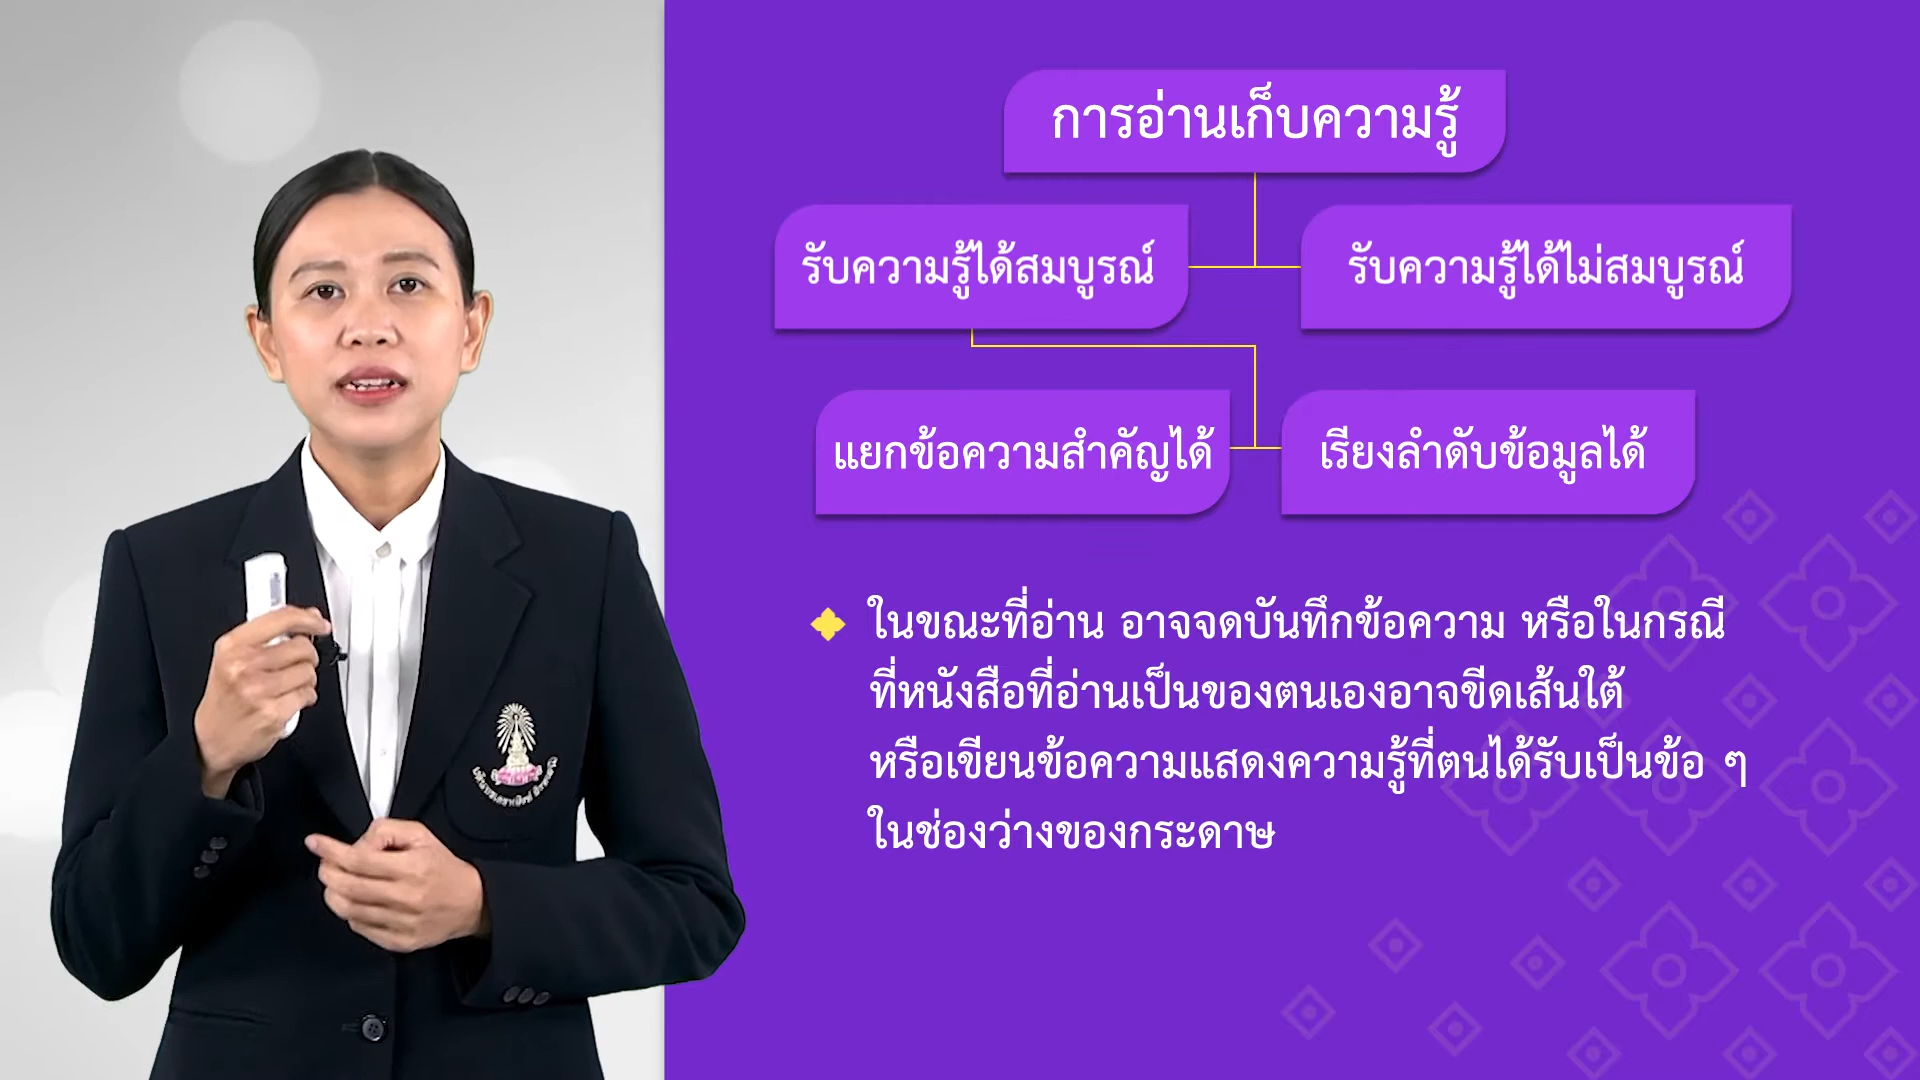 การอ่านเก็บความรู้
รับความรู้ได้สมบูรณ์
รับความรู้ได้ไม่สมบูรณ์
แยกข้อความสำคัญได้
เรียงลำดับข้อมูลได้
ในขณะที่อ่าน อาจจดบันทึกข้อความ หรือในกรณี
ที่หนังสือที่อ่านเป็นของตนเองอาจขีดเส้นใต้
หรือเขียนข้อความแสดงความรู้ที่ตนได้รับเป็นข้อ ๆ
ในช่องว่างของกระดาษ